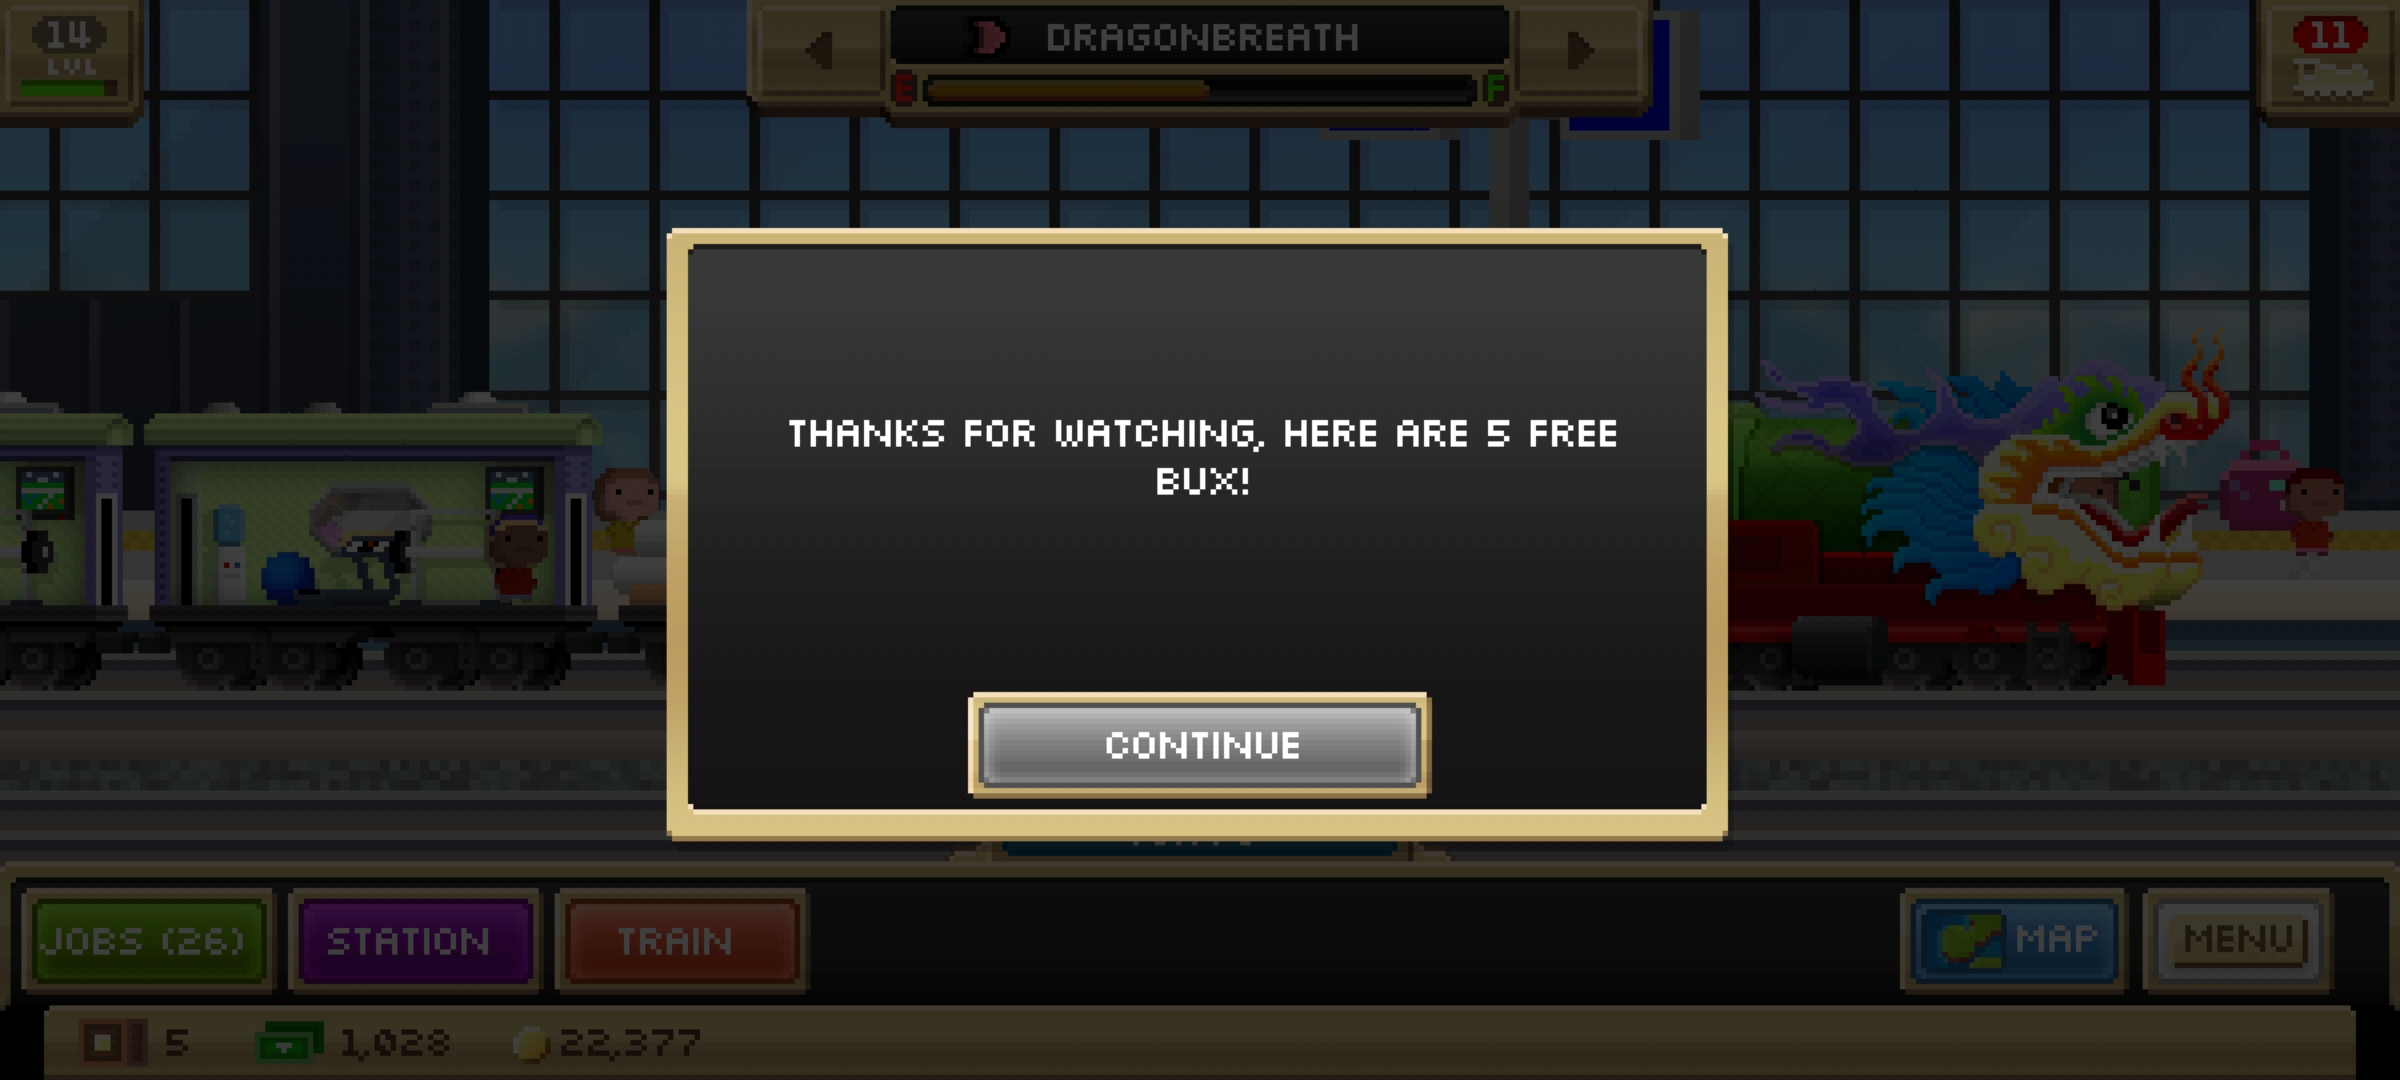 14
LVL
DRAGONBREATH
E
F
11
THANKS FOR WATCHING, HERE ARE 5 FREE
BUX!
CONTINUE
JOBS (26)
STATION
TRAIN
MAP
MENU
5
1,028
22,377